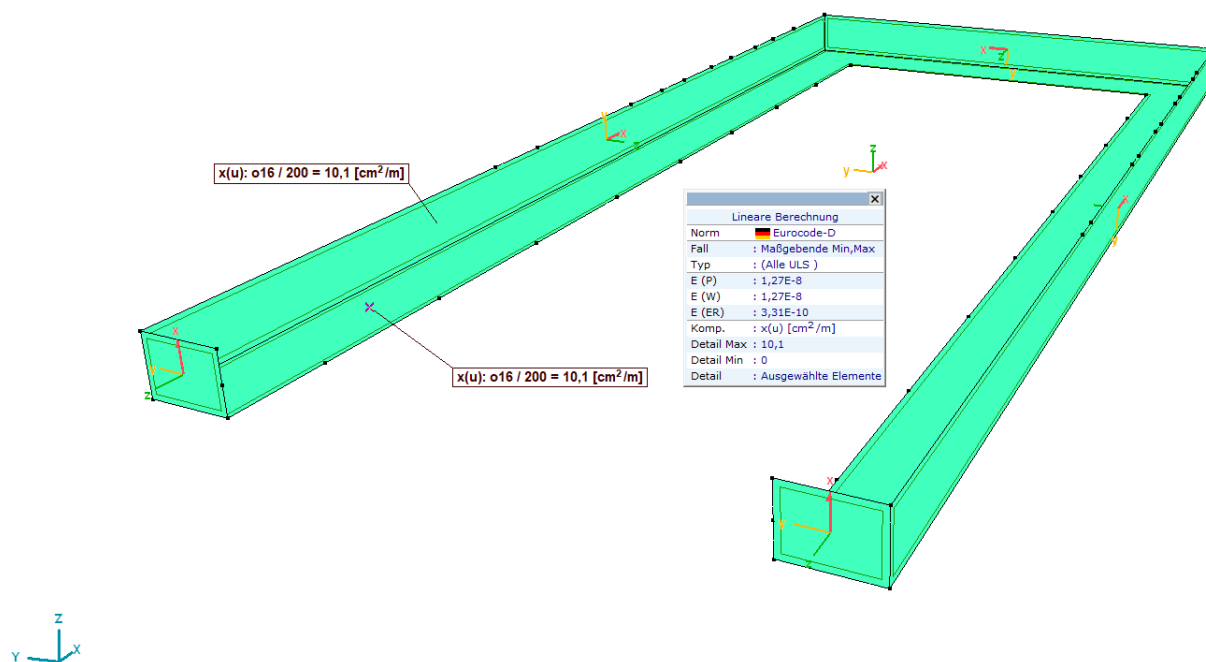 x(u): o16 / 200 = 10,1 [cm²/m]
x(u): o16 / 200 = 10,1 [cm²/m]
Lineare Berechnung
Norm Eurocode-D
Fall : Maßgebende Min,Max
Typ : (Alle ULS )
E (P) : 1,27E-8
E (W) : 1,27E-8
E (ER) : 3,31E-10
Komp. : x(u) [cm²/m]
Detail Max : 10,1
Detail Min : 0
Detail : Ausgewählte Elemente
x
z
y
y
x
z
z
x
y
x
y
x
y
z
x
y
z
Z
Y
X